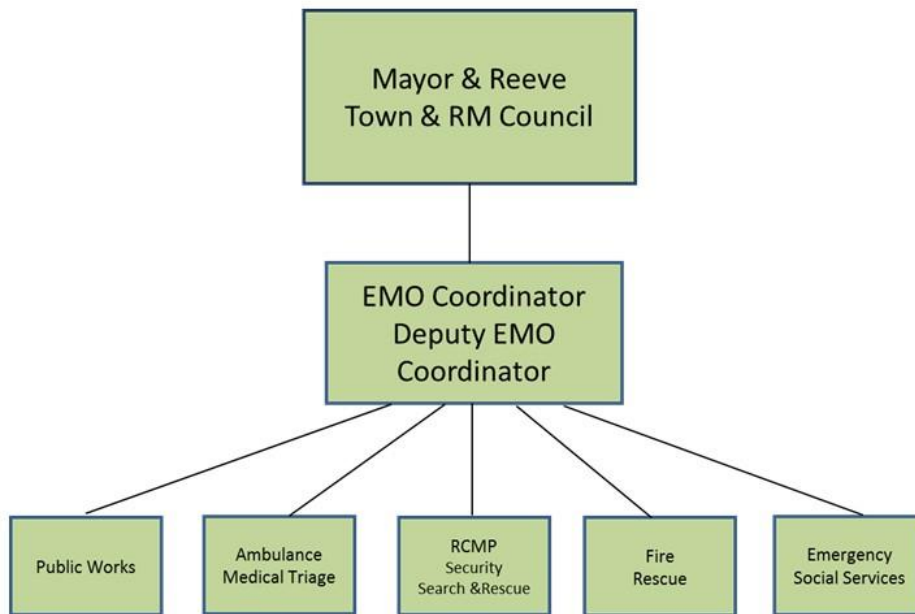 Mayor & Reeve
Town & RM Council
EMO Coordinator
Deputy EMO
Coordinator
Public Works
Ambulance
Medical Triage
RCMP
Security
Search &Rescue
Fire
Rescue
Emergency
Social Services